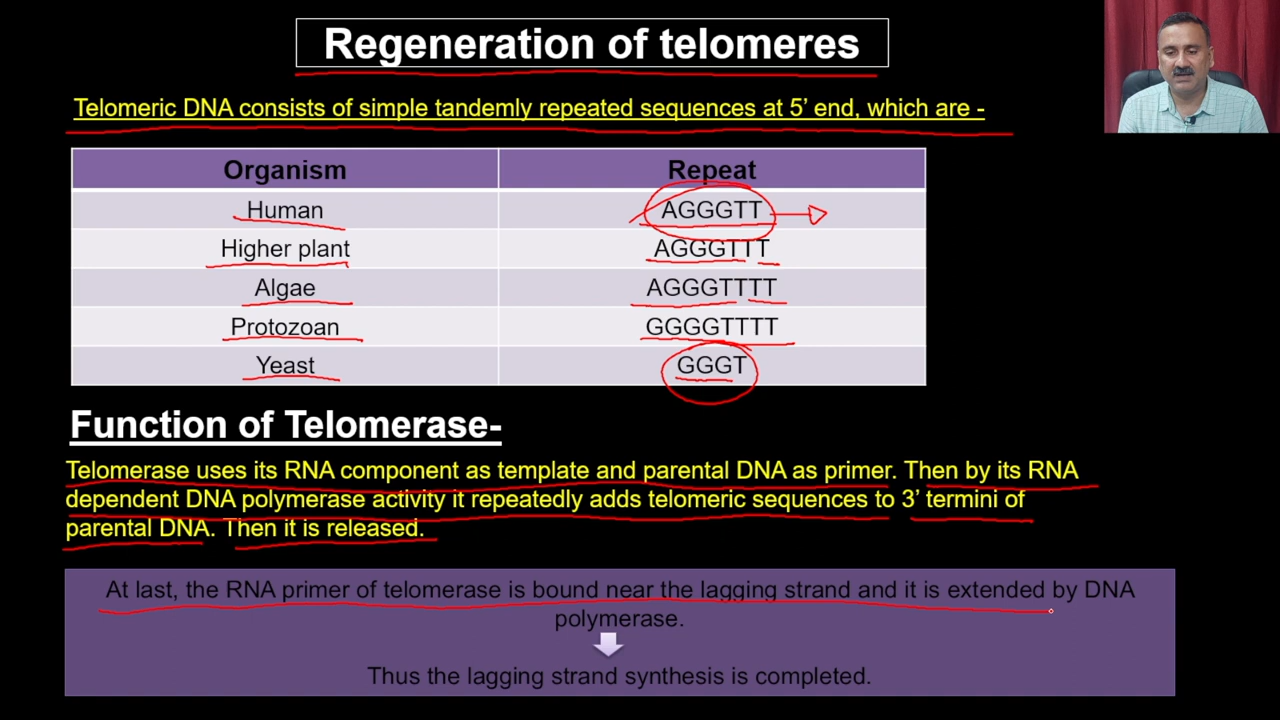 Regeneration of telomeres
Telomeric DNA consists of simple tandemly repeated sequences at 5’ end, which are -
Organism Repeat
Human AGGGTT
Higher plant AGGGTTT
Algae AGGGTTTT
Protozoan GGGGTTTT
Yeast GGGT
Function of Telomerase-
Telomerase uses its RNA component as template and parental DNA as primer. Then by its RNA
dependent DNA polymerase activity it repeatedly adds telomeric sequences to 3’ termini of
parental DNA. Then it is released.
At last, the RNA primer of telomerase is bound near the lagging strand and it is extended by DNA
polymerase.
Thus the lagging strand synthesis is completed.